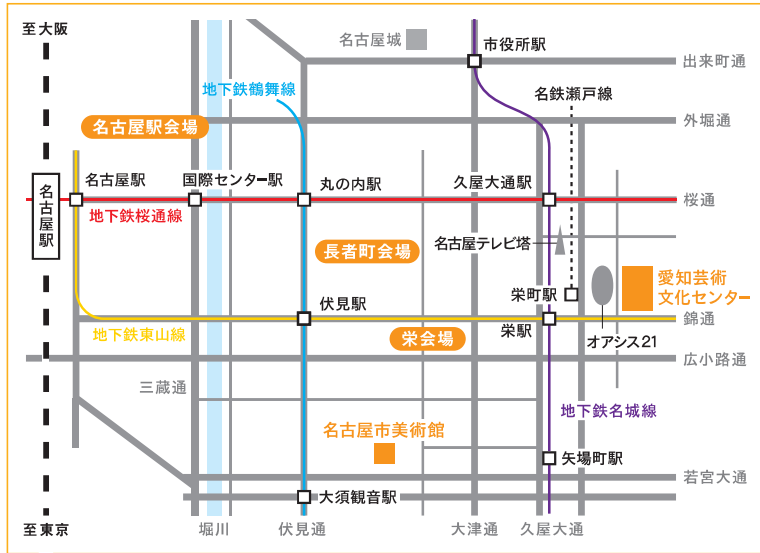 至大阪
名古屋城
市役所駅
出来町通
地下鉄鶴舞線
名鉄瀬戸線
名古屋駅会場
外堀通
名古屋駅
名古屋駅
国際センター駅
丸の内駅
久屋大通駅
桜通
地下鉄桜通線
長者町会場
名古屋テレビ塔
愛知芸術
文化センター
栄町駅
伏見駅
栄駅
錦通
地下鉄東山線
栄会場
オアシス21
広小路通
三蔵通
地下鉄名城線
名古屋市美術館
矢場町駅
若宮大通
大須観音駅
至東京
堀川
伏見通
大津通
久屋大通